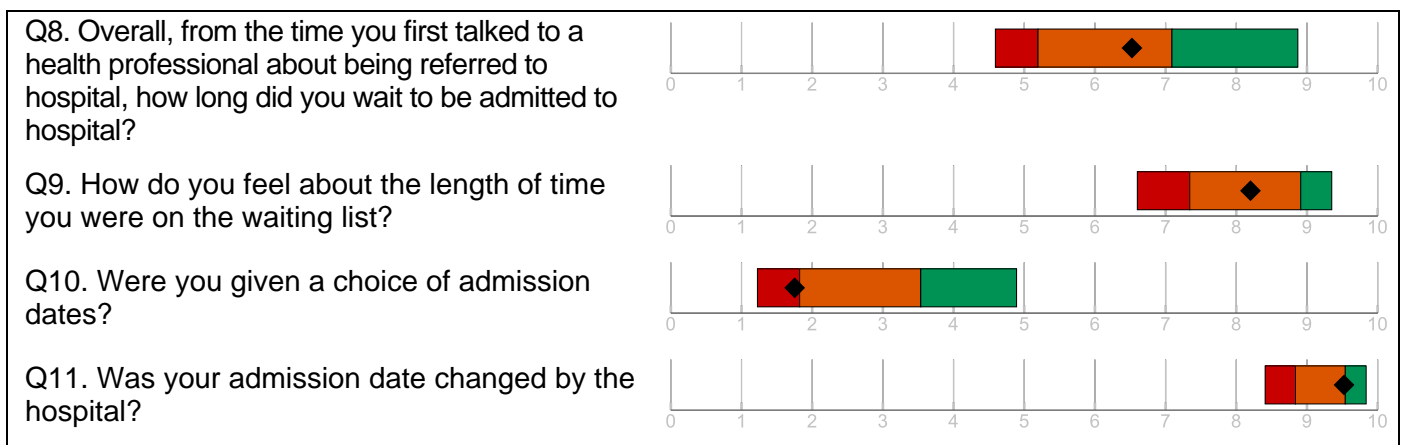 Q8. Overall, from the time you first talked to a
health professional about being referred to
hospital, how long did you wait to be admitted to
hospital?
0 1 2 3 4 5 6 7 8 9 10
Q9. How do you feel about the length of time
you were on the waiting list?
0 1 2 3 4 5 6 7 8 9 10
Q10. Were you given a choice of admission
dates?
0 1 2 3 4 5 6 7 8 9 10
Q11. Was your admission date changed by the
hospital?
0 1 2 3 4 5 6 7 8 9 10